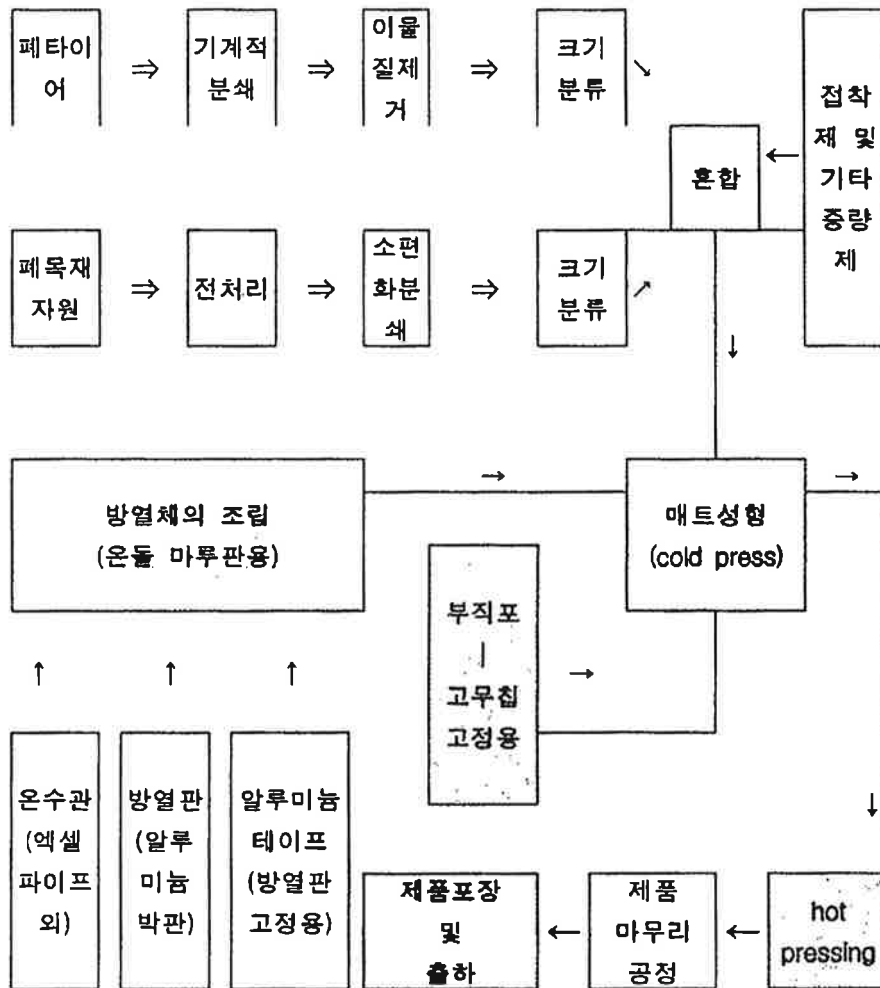 폐타이
어
⇒
기계적
분쇄
⇒
이물
질제
거
⇒
크기
분류
↘
접착
제 및
기타
중량
제
←
혼합
폐목재
자원
⇒
전처리
⇒
소편
화분
쇄
⇒
크기
분류
↗
↓
방열체의 조립
(온돌 마루판용)
→
매트성형
(cold press)
→
부직포
|
고무칩
고정용
→
↑
↑
↑
온수관
(엑셀
파이프
외)
방열판
(알루
미늄
박판)
알루미늄
테이프
(방열판
고정용)
↓
hot
pressing
←
제품
마무리
공정
←
제품포장
및
출하